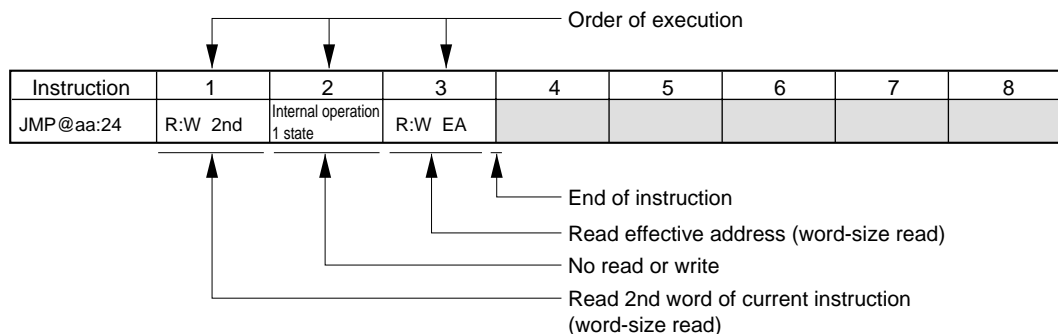 Order of execution
Instruction 1 2 3 4 5 6 7 8
JMP@aa:24 R:W 2nd Internal operation 1 state R:W EA
End of instruction
Read effective address (word-size read)
No read or write
Read 2nd word of current instruction
(word-size read)